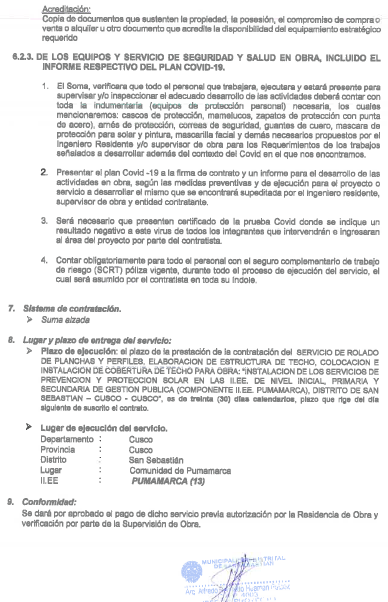 Acreditación:
Copia de documentos que sustenten la propiedad, la posesión, el compromiso de compra o
venta o alquiler u otro documento que acredite la disponibilidad del equipamiento estratégico
requerido
6.2.3. DE LOS EQUIPOS Y SERVICIO DE SEGURIDAD Y SALUD EN OBRA, INCLUIDO EL
INFORME RESPECTIVO DEL PLAN COVID-19.
1. El Soma, verificara que todo el personal que trabajara, ejecutara y estará presente para
supervisar y/o inspeccionar el adecuado desarrollo de las actividades deberá contar con
toda la indumentaria (equipos de protección personal) necesaria, los cuales
mencionaremos: cascos de protección, mamelucos, zapatos de protección con punta
de acero), arnés de protección, correas de seguridad, guantes de cuero, mascara de
protección para solar y pintura, mascarilla facial y demás necesarios propuestos por el
Ingeniero Residente y/o supervisor de obra para los Requerimientos de los trabajos
señalados a desarrollar además del contexto del Covid en el que nos encontramos.
2. Presentar el plan Covid -19 a la firma de contrato y un informe para el desarrollo de las
actividades en obra, según las medidas preventivas y de ejecución para el proyecto o
servicio a desarrollar el mismo que se encontrará supeditada por el ingeniero residente,
supervisor de obra y entidad contratante.
3. Será necesario que presenten certificado de la prueba Covid donde se indique un
resultado negativo a este virus de todos los integrantes que intervendrán e ingresaran
al área del proyecto por parte del contratista.
4. Contar obligatoriamente para todo el personal con el seguro complementario de trabajo
de riesgo (SCRT) póliza vigente, durante todo el proceso de ejecución del servicio, el
cual será asumido por el contratista en toda su índole.
7. Sistema de contratación.
➢ Suma alzada
8. Lugar y plazo de entrega del servicio:
➢ Plazo de ejecución: el plazo de la prestación de la contratación del SERVICIO DE ROLADO
DE PLANCHAS Y PERFILES, ELABORACION DE ESTRUCTURA DE TECHO, COLOCACION E
INSTALACION DE COBERTURA DE TECHO PARA OBRA: "INSTALACION DE LOS SERVICIOS DE
PREVENCION Y PROTECCION SOLAR EN LAS II.EE. DE NIVEL INICIAL, PRIMARIA Y
SECUNDARIA DE GESTION PUBLICA (COMPONENTE II.EE. PUMAMARCA), DISTRITO DE SAN
SEBASTIAN – CUSCO - CUSCO", es de treinta (30) días calendarios, plazo que rige del día
siguiente de suscrito el contrato.
➢ Lugar de ejecución del servicio.
Departamento : Cusco
Provincia : Cusco
Distrito : San Sebastián
Lugar : Comunidad de Pumamarca
II.EE : PUMAMARCA (13)
9. Conformidad:
Se dará por aprobado el pago de dicho servicio previa autorización por la Residencia de Obra y
verificación por parte de la Supervisión de Obra.
MUNICIPALIDAD DISTRITAL
DE SAN SEBASTIAN
Arq. Alfredo Huaman